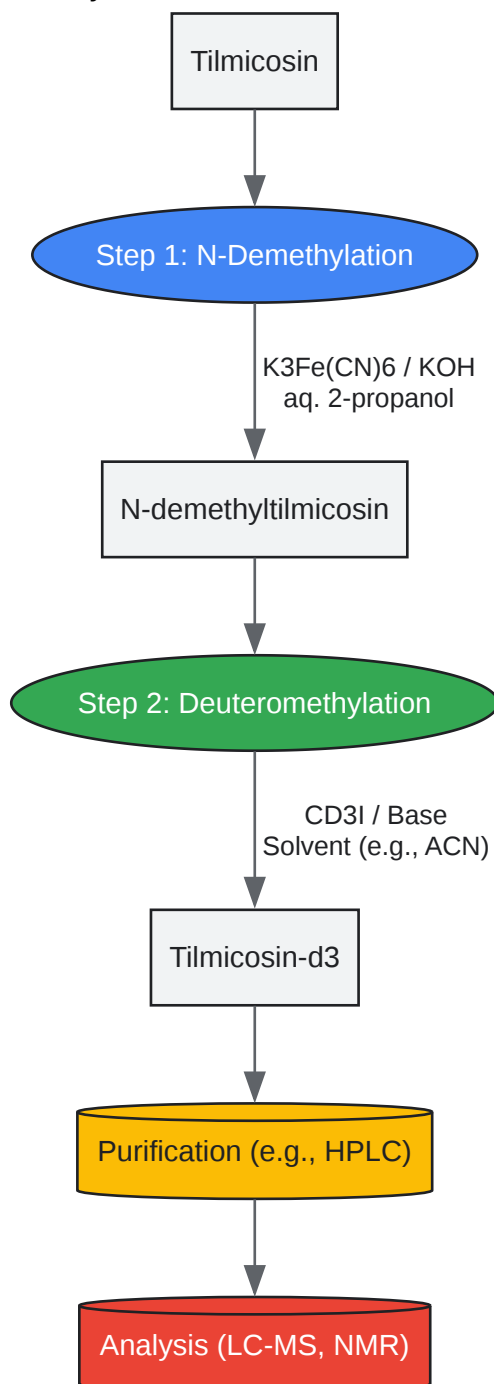 Tilmicosin
Step 1: N-Demethylation
K3Fe(CN)6 / KOH
aq. 2-propanol
N-demethyltilmicosin
Step 2: Deuteromethylation
CD3I / Base
Solvent (e.g., ACN)
Tilmicosin-d3
Purification (e.g., HPLC)
Analysis (LC-MS, NMR)